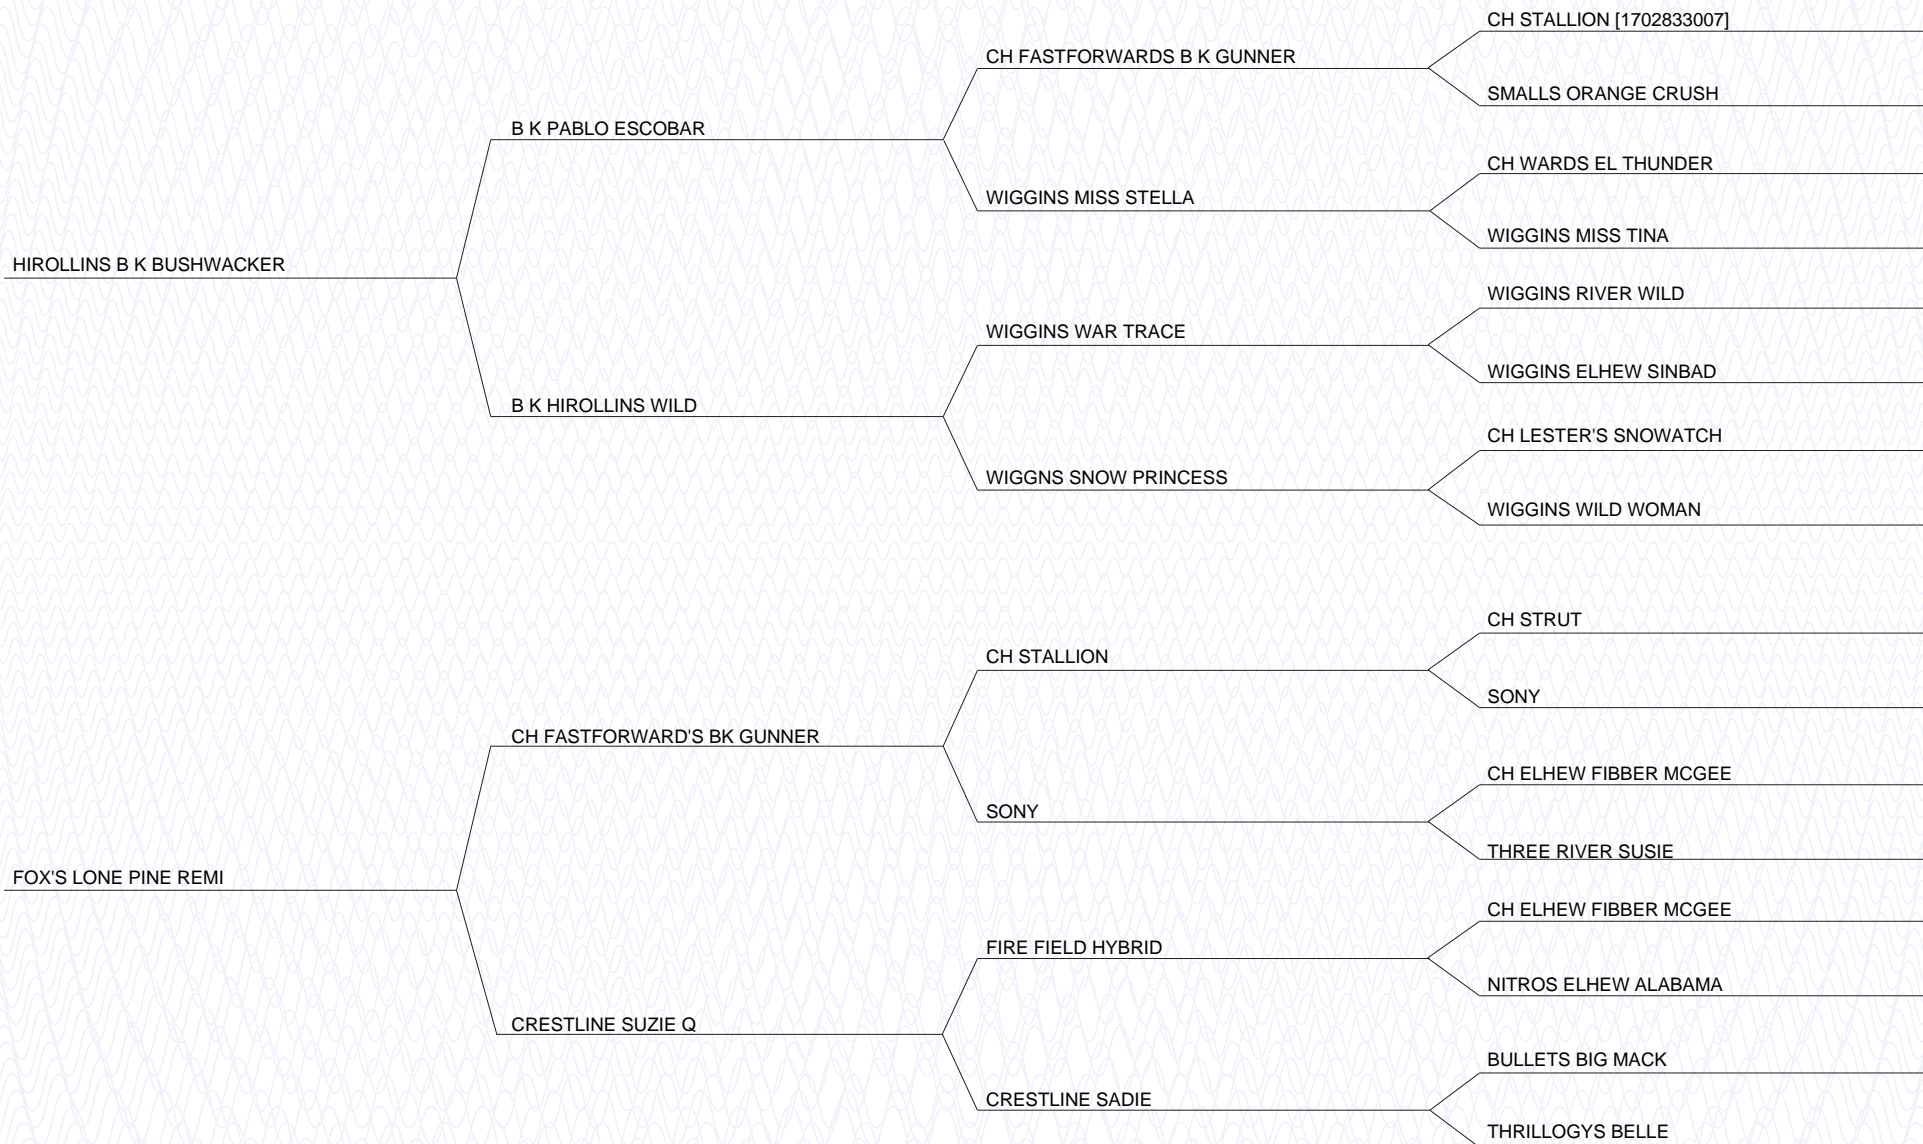 CH STALLION [1702833007]
CH FASTFORWARDS B K GUNNER
SMALLS ORANGE CRUSH
B K PABLO ESCOBAR
CH WARDS EL THUNDER
WIGGINS MISS STELLA
WIGGINS MISS TINA
HIROLLINS B K BUSHWACKER
WIGGINS RIVER WILD
WIGGINS WAR TRACE
WIGGINS ELHEW SINBAD
B K HIROLLINS WILD
CH LESTER'S SNOWATCH
WIGGNS SNOW PRINCESS
WIGGINS WILD WOMAN
CH STRUT
CH STALLION
SONY
CH FASTFORWARD'S BK GUNNER
CH ELHEW FIBBER MCGEE
SONY
THREE RIVER SUSIE
FOX'S LONE PINE REMI
CH ELHEW FIBBER MCGEE
FIRE FIELD HYBRID
NITROS ELHEW ALABAMA
CRESTLINE SUZIE Q
BULLETS BIG MACK
CRESTLINE SADIE
THRILLOGYS BELLE